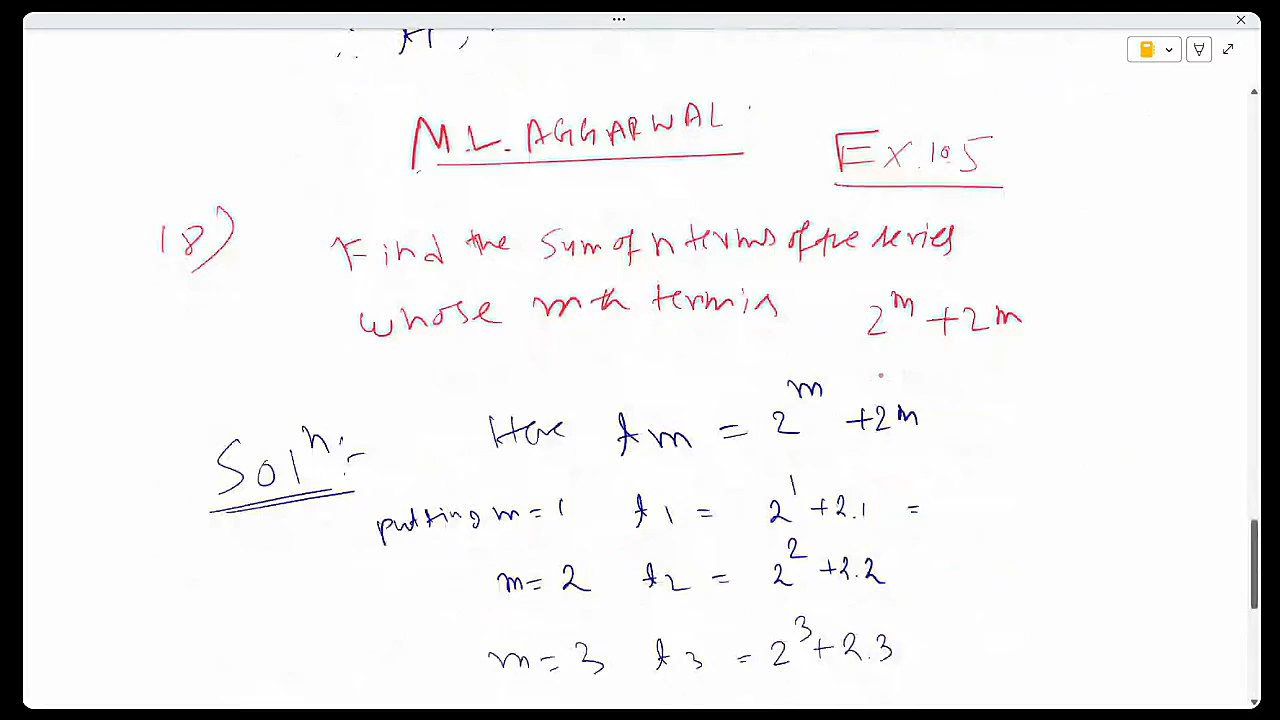 M.L. AGGARWAL
Ex. 10.5
18) Find the sum of n terms of the series
whose mth term is 2^m + 2m
Solⁿ:- Here tm = 2^m + 2m
putting m = 1 t1 = 2^1 + 2.1 =
m = 2 t2 = 2^2 + 2.2
m = 3 t3 = 2^3 + 2.3